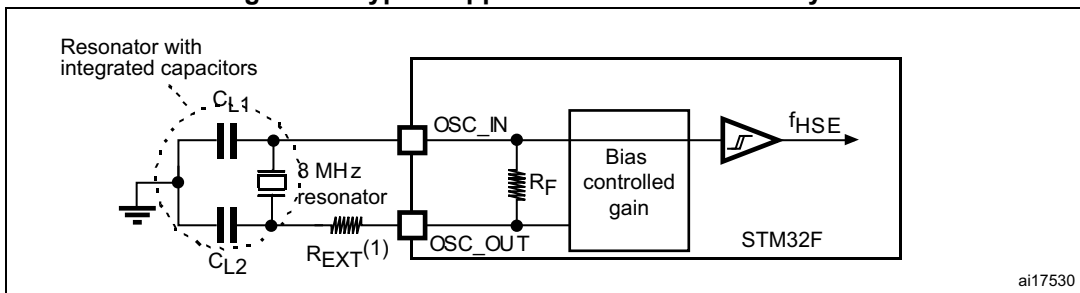 Resonator with
integrated capacitors
CL1
OSC_IN
fHSE
8 MHz
resonator
RF
Bias
controlled
gain
REXT(1)
OSC_OUT
STM32F
CL2
ai17530